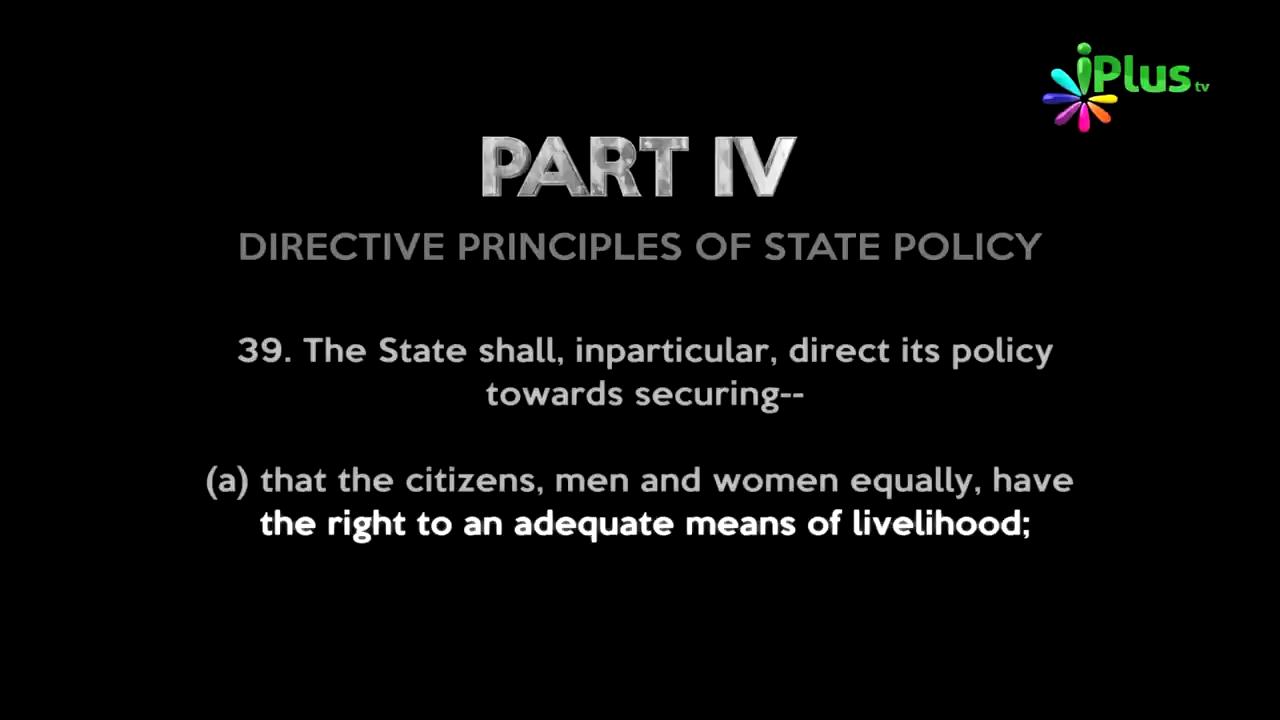 iPlus tv
PART IV
DIRECTIVE PRINCIPLES OF STATE POLICY
39. The State shall, inparticular, direct its policy
towards securing--
(a) that the citizens, men and women equally, have
the right to an adequate means of livelihood;